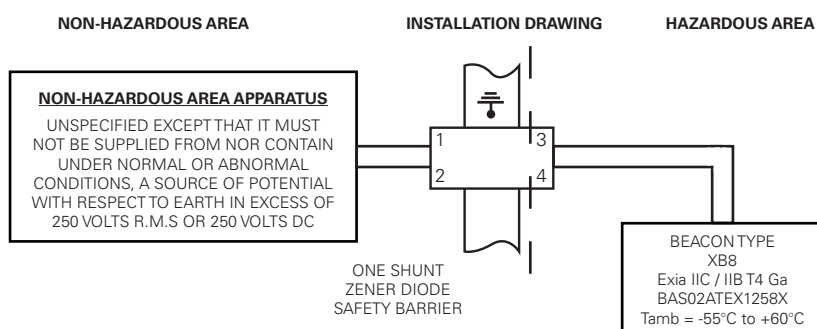 NON-HAZARDOUS AREA
INSTALLATION DRAWING
HAZARDOUS AREA
NON-HAZARDOUS AREA APPARATUS
UNSPECIFIED EXCEPT THAT IT MUST
NOT BE SUPPLIED FROM NOR CONTAIN
UNDER NORMAL OR ABNORMAL
CONDITIONS, A SOURCE OF POTENTIAL
WITH RESPECT TO EARTH IN EXCESS OF
250 VOLTS R.M.S OR 250 VOLTS DC
1
3
2
4
ONE SHUNT
ZENER DIODE
SAFETY BARRIER
BEACON TYPE
XB8
Exia IIC / IIB T4 Ga
BAS02ATEX1258X
Tamb = -55°C to +60°C